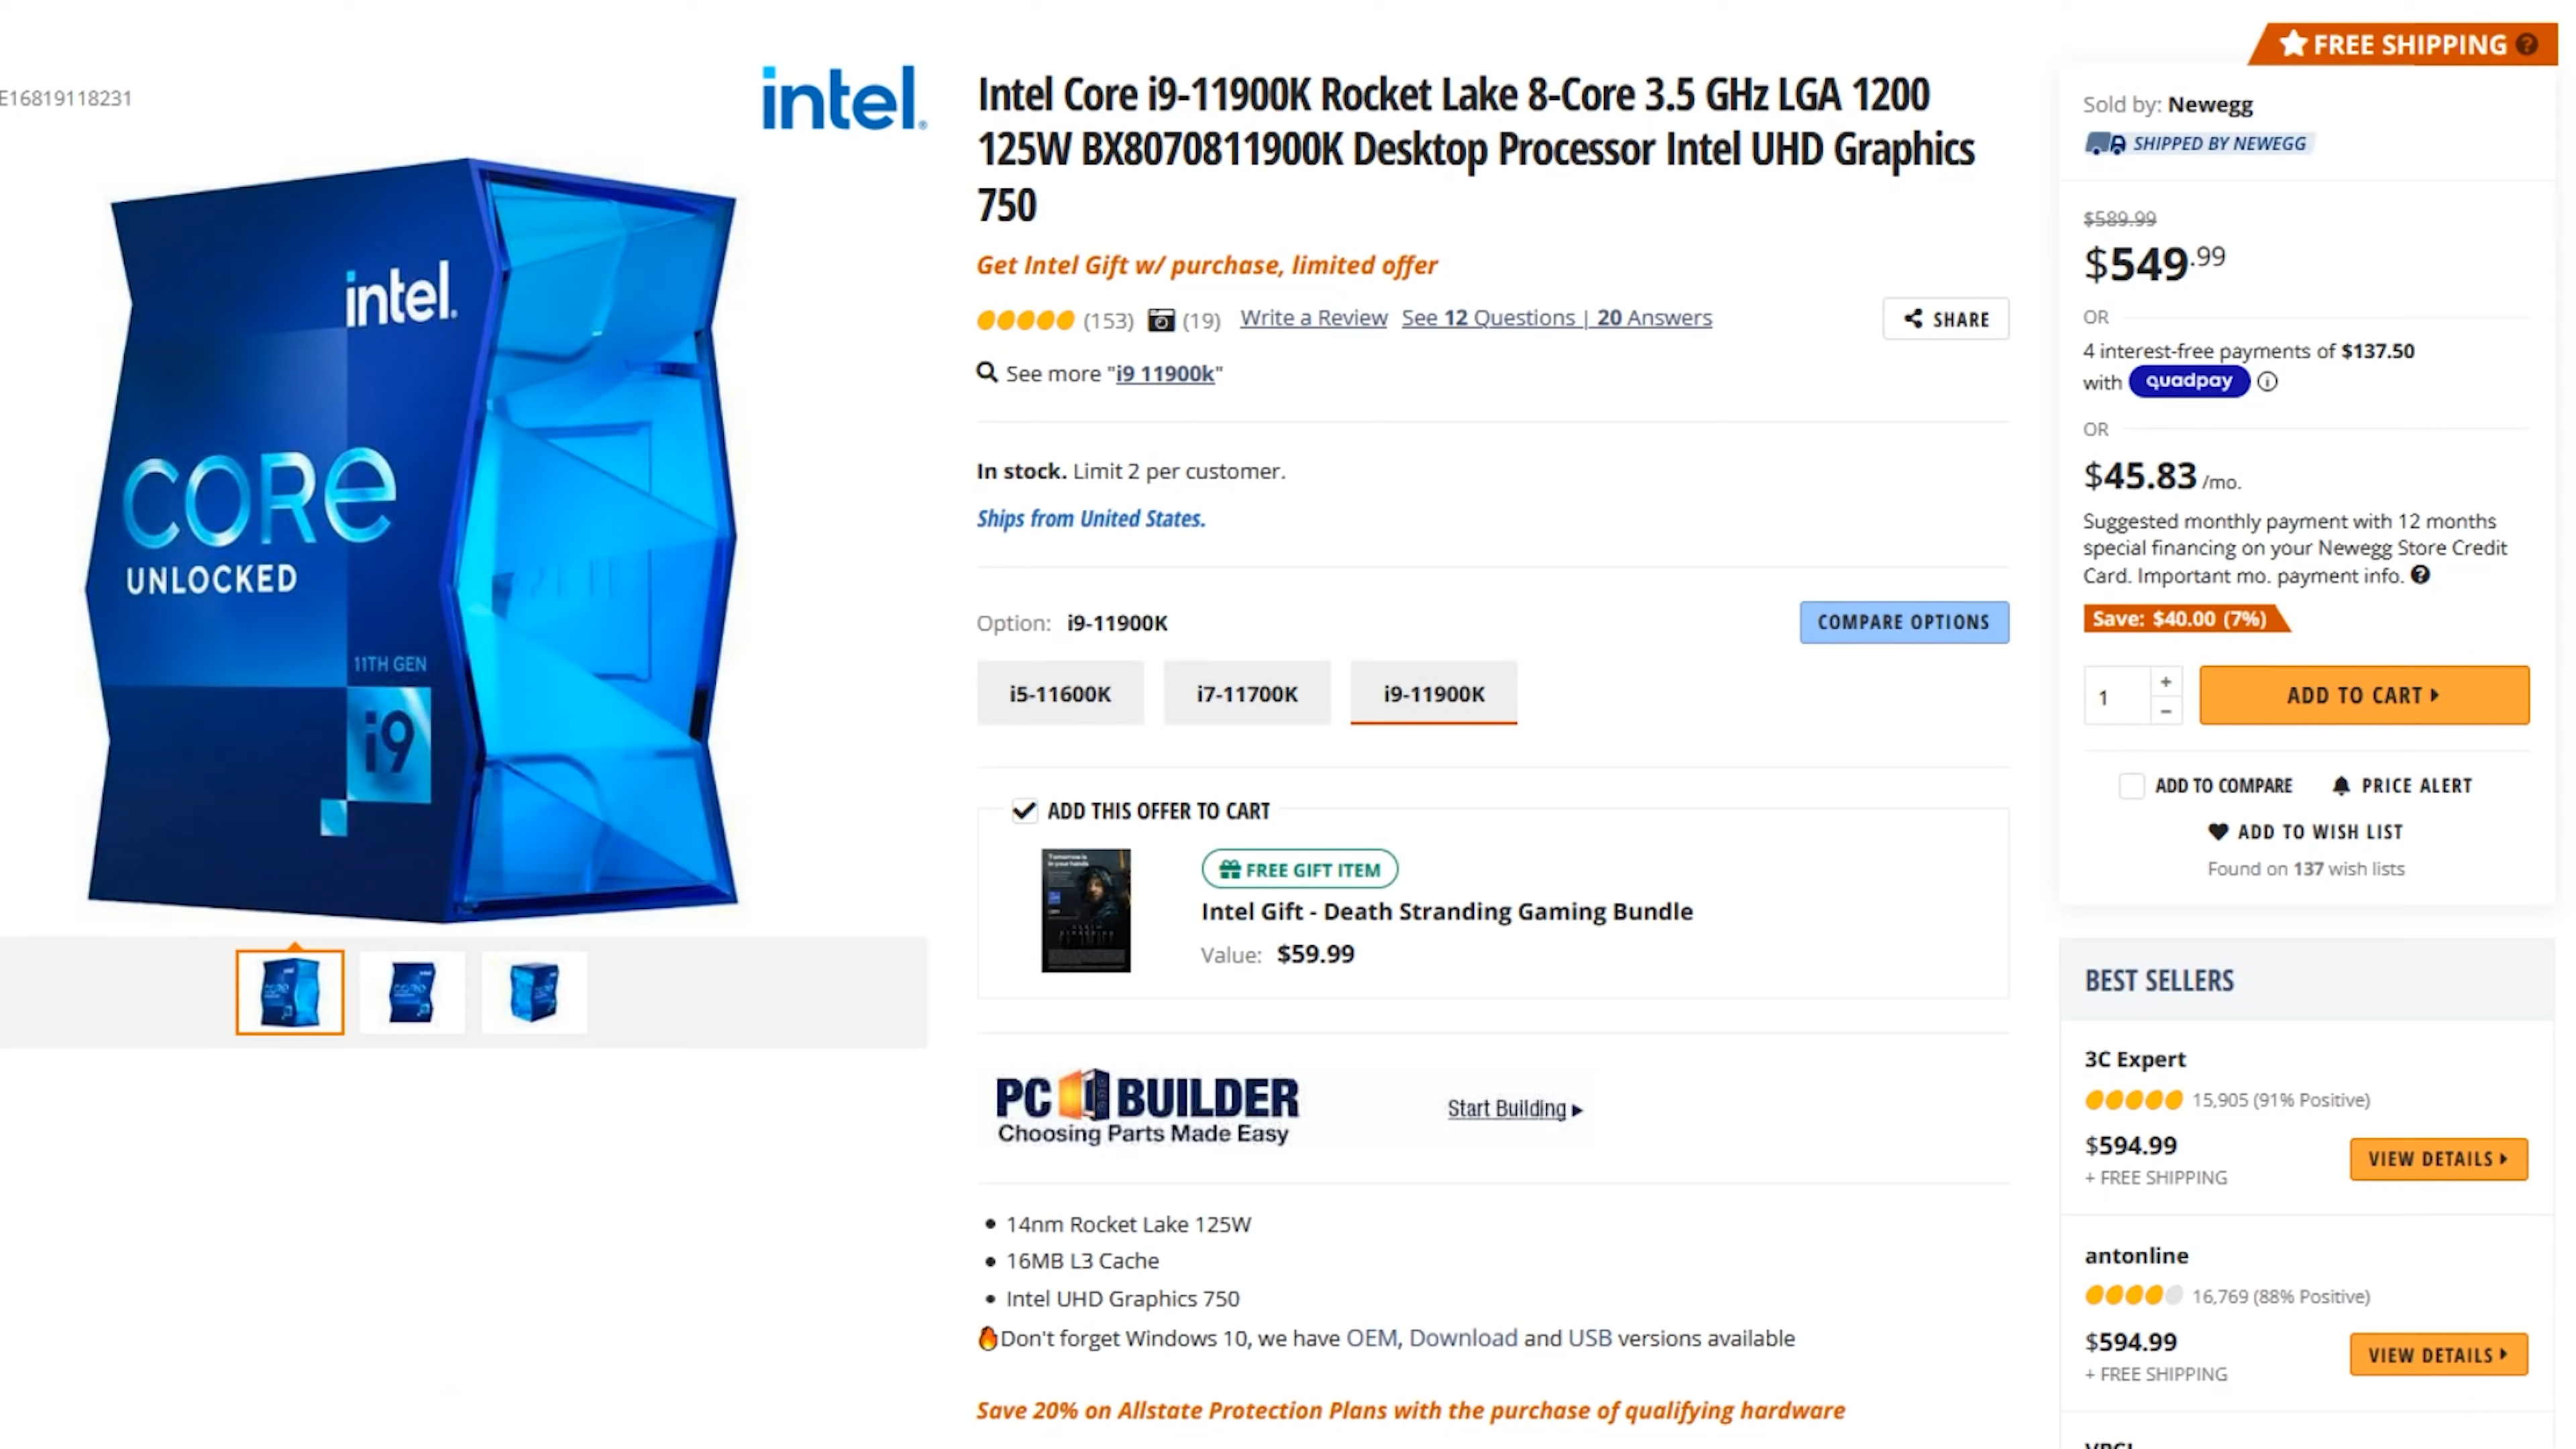 E16819118231
intel.
intel.
CORE
UNLOCKED
11TH GEN
i9
Intel Core i9-11900K Rocket Lake 8-Core 3.5 GHz LGA 1200
125W BX8070811900K Desktop Processor Intel UHD Graphics
750
Get Intel Gift w/ purchase, limited offer
(153) (19) Write a Review See 12 Questions | 20 Answers
SHARE
See more "i9 11900k"
In stock. Limit 2 per customer.
Ships from United States.
Option: i9-11900K
COMPARE OPTIONS
i5-11600K i7-11700K i9-11900K
ADD THIS OFFER TO CART
FREE GIFT ITEM
Intel Gift - Death Stranding Gaming Bundle
Value: $59.99
PC BUILDER
Choosing Parts Made Easy
Start Building
• 14nm Rocket Lake 125W
• 16MB L3 Cache
• Intel UHD Graphics 750
Don't forget Windows 10, we have OEM, Download and USB versions available
Save 20% on Allstate Protection Plans with the purchase of qualifying hardware
FREE SHIPPING ?
Sold by: Newegg
SHIPPED BY NEWEGG
$589.99
$549.99
OR
4 interest-free payments of $137.50
with quadpay
OR
$45.83 /mo.
Suggested monthly payment with 12 months
special financing on your Newegg Store Credit
Card. Important mo. payment info. ?
Save: $40.00 (7%)
1 + −
ADD TO CART
ADD TO COMPARE PRICE ALERT
ADD TO WISH LIST
Found on 137 wish lists
BEST SELLERS
3C Expert
15,905 (91% Positive)
$594.99
+ FREE SHIPPING
VIEW DETAILS
antonline
16,769 (88% Positive)
$594.99
+ FREE SHIPPING
VIEW DETAILS